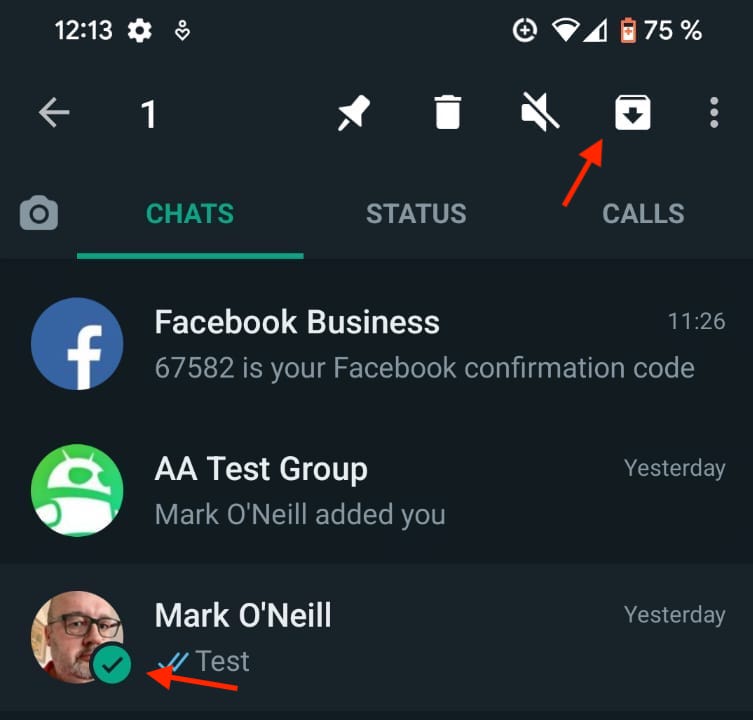 12:13 75 %
1
CHATS STATUS CALLS
Facebook Business 11:26
67582 is your Facebook confirmation code
AA Test Group Yesterday
Mark O'Neill added you
Mark O'Neill Yesterday
Test